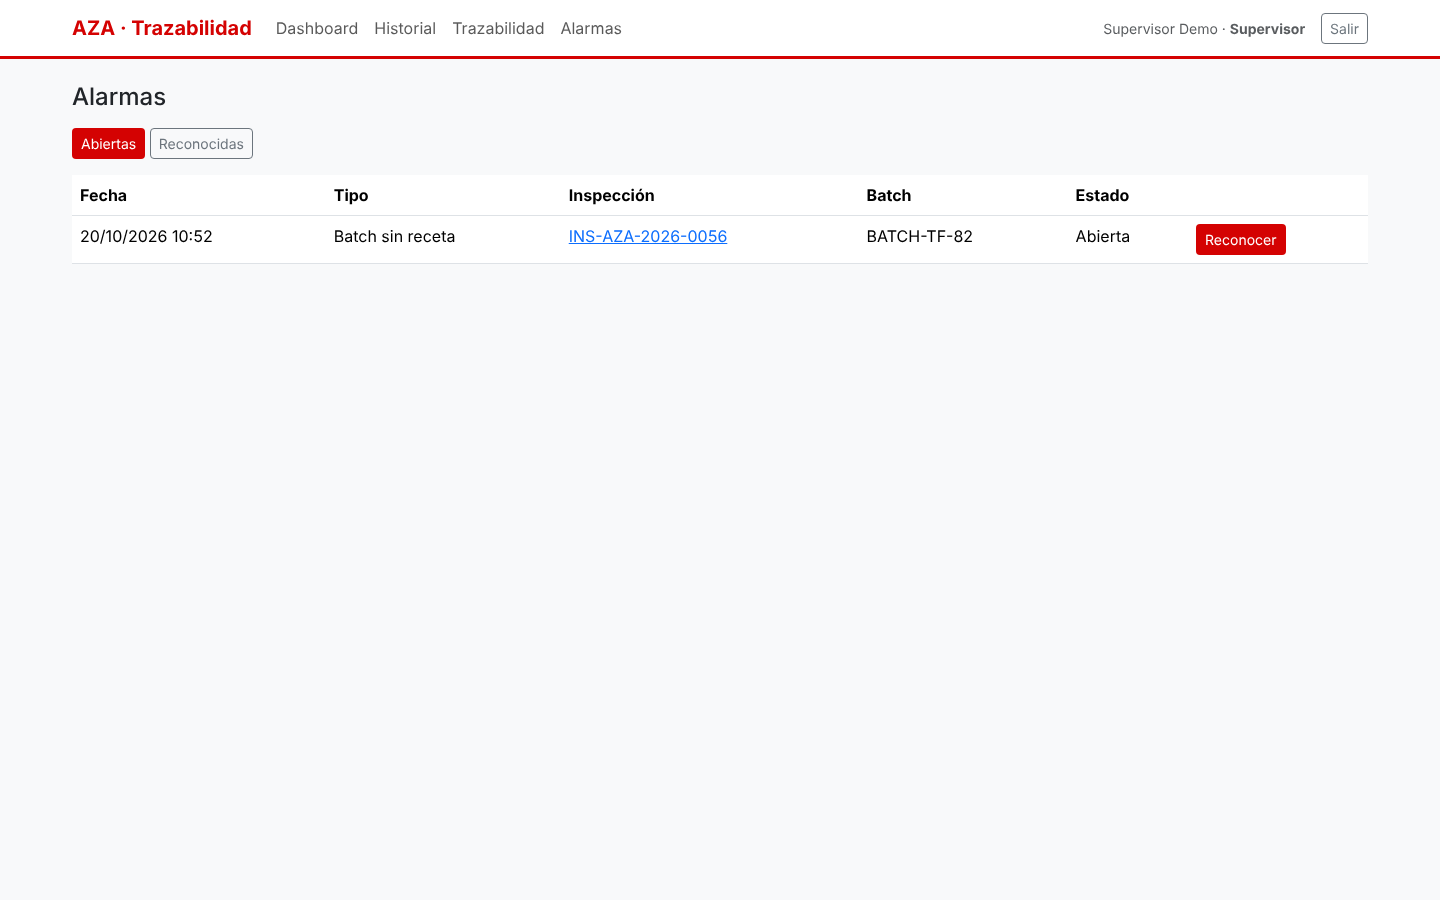 AZA · Trazabilidad Dashboard Historial Trazabilidad Alarmas Supervisor Demo · Supervisor Salir
Alarmas
Abiertas Reconocidas
Fecha Tipo Inspección Batch Estado
20/10/2026 10:52 Batch sin receta INS-AZA-2026-0056 BATCH-TF-82 Abierta Reconocer